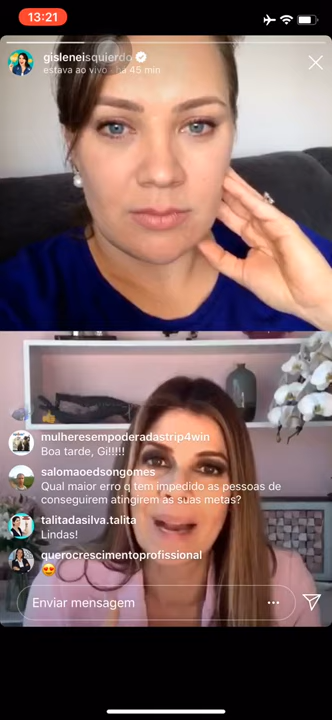 13:21
gisleneisquierdo
estava ao vivo · há 45 min
mulheresempoderadastrip4win
Boa tarde, Gi!!!!!
salomaoedsongomes
Qual maior erro q tem impedido as pessoas de
conseguirem atingirem as suas metas?
talitadasilva.talita
Lindas!
querocrescimentoprofissional
😍
Enviar mensagem